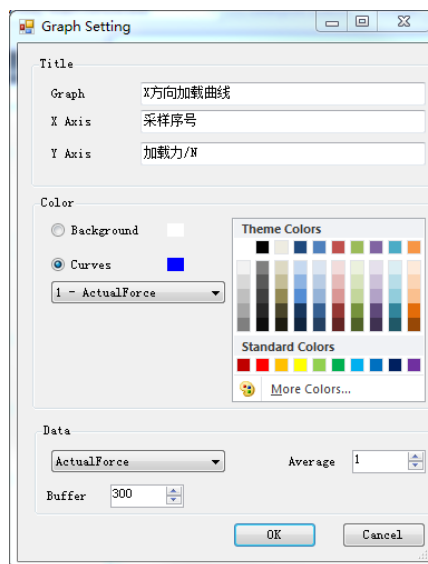 Graph Setting
Title
Graph X方向加载曲线
X Axis 采样序号
Y Axis 加载力/N
Color
Background
Curves
1 - ActualForce
Theme Colors
Standard Colors
More Colors...
Data
ActualForce Average 1
Buffer 300
OK Cancel